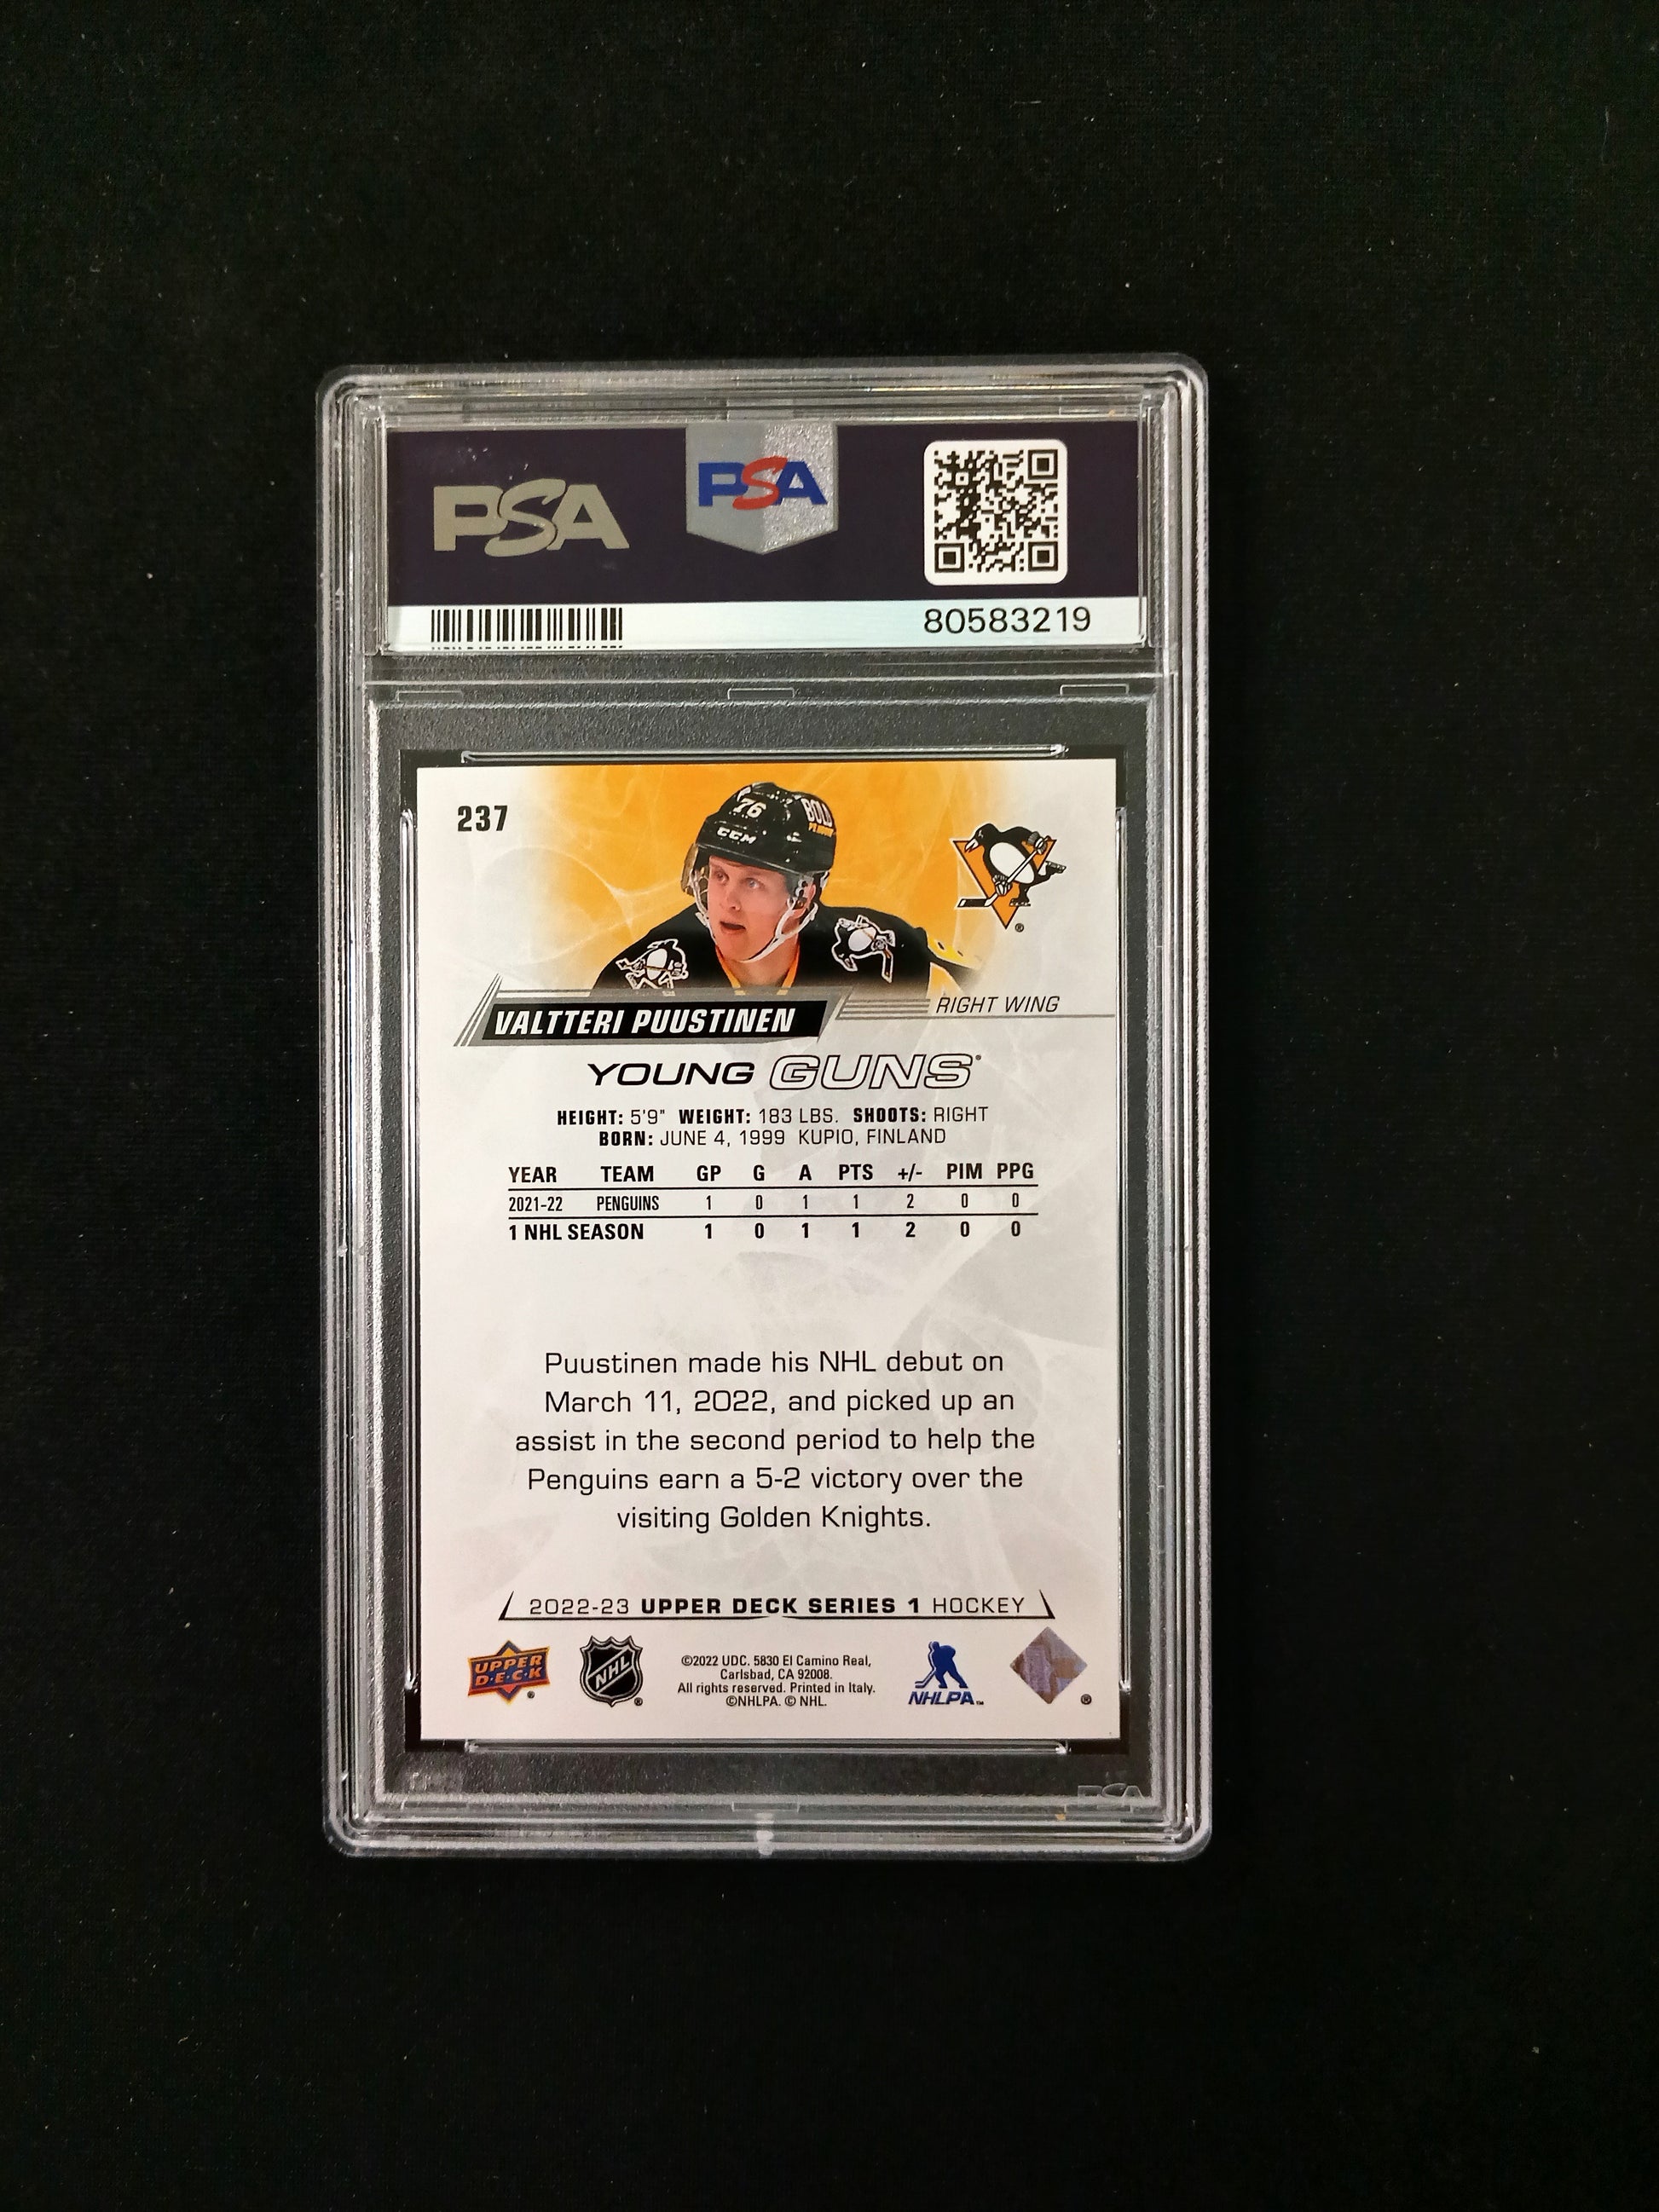 PSA
PSA
80583219
237
76
CCM
BOLD
VALTTERI PUUSTINEN
RIGHT WING
YOUNG GUNS®
HEIGHT: 5'9" WEIGHT: 183 LBS. SHOOTS: RIGHT
BORN: JUNE 4, 1999 KUPIO, FINLAND
YEAR TEAM GP G A PTS +/- PIM PPG
2021-22 PENGUINS 1 0 1 1 2 0 0
1 NHL SEASON 1 0 1 1 2 0 0
Puustinen made his NHL debut on
March 11, 2022, and picked up an
assist in the second period to help the
Penguins earn a 5-2 victory over the
visiting Golden Knights.
2022-23 UPPER DECK SERIES 1 HOCKEY
UPPER
DECK
NHL
©2022 UDC. 5830 El Camino Real,
Carlsbad, CA 92008.
All rights reserved. Printed in Italy.
©NHLPA. © NHL.
NHLPA™
PSA